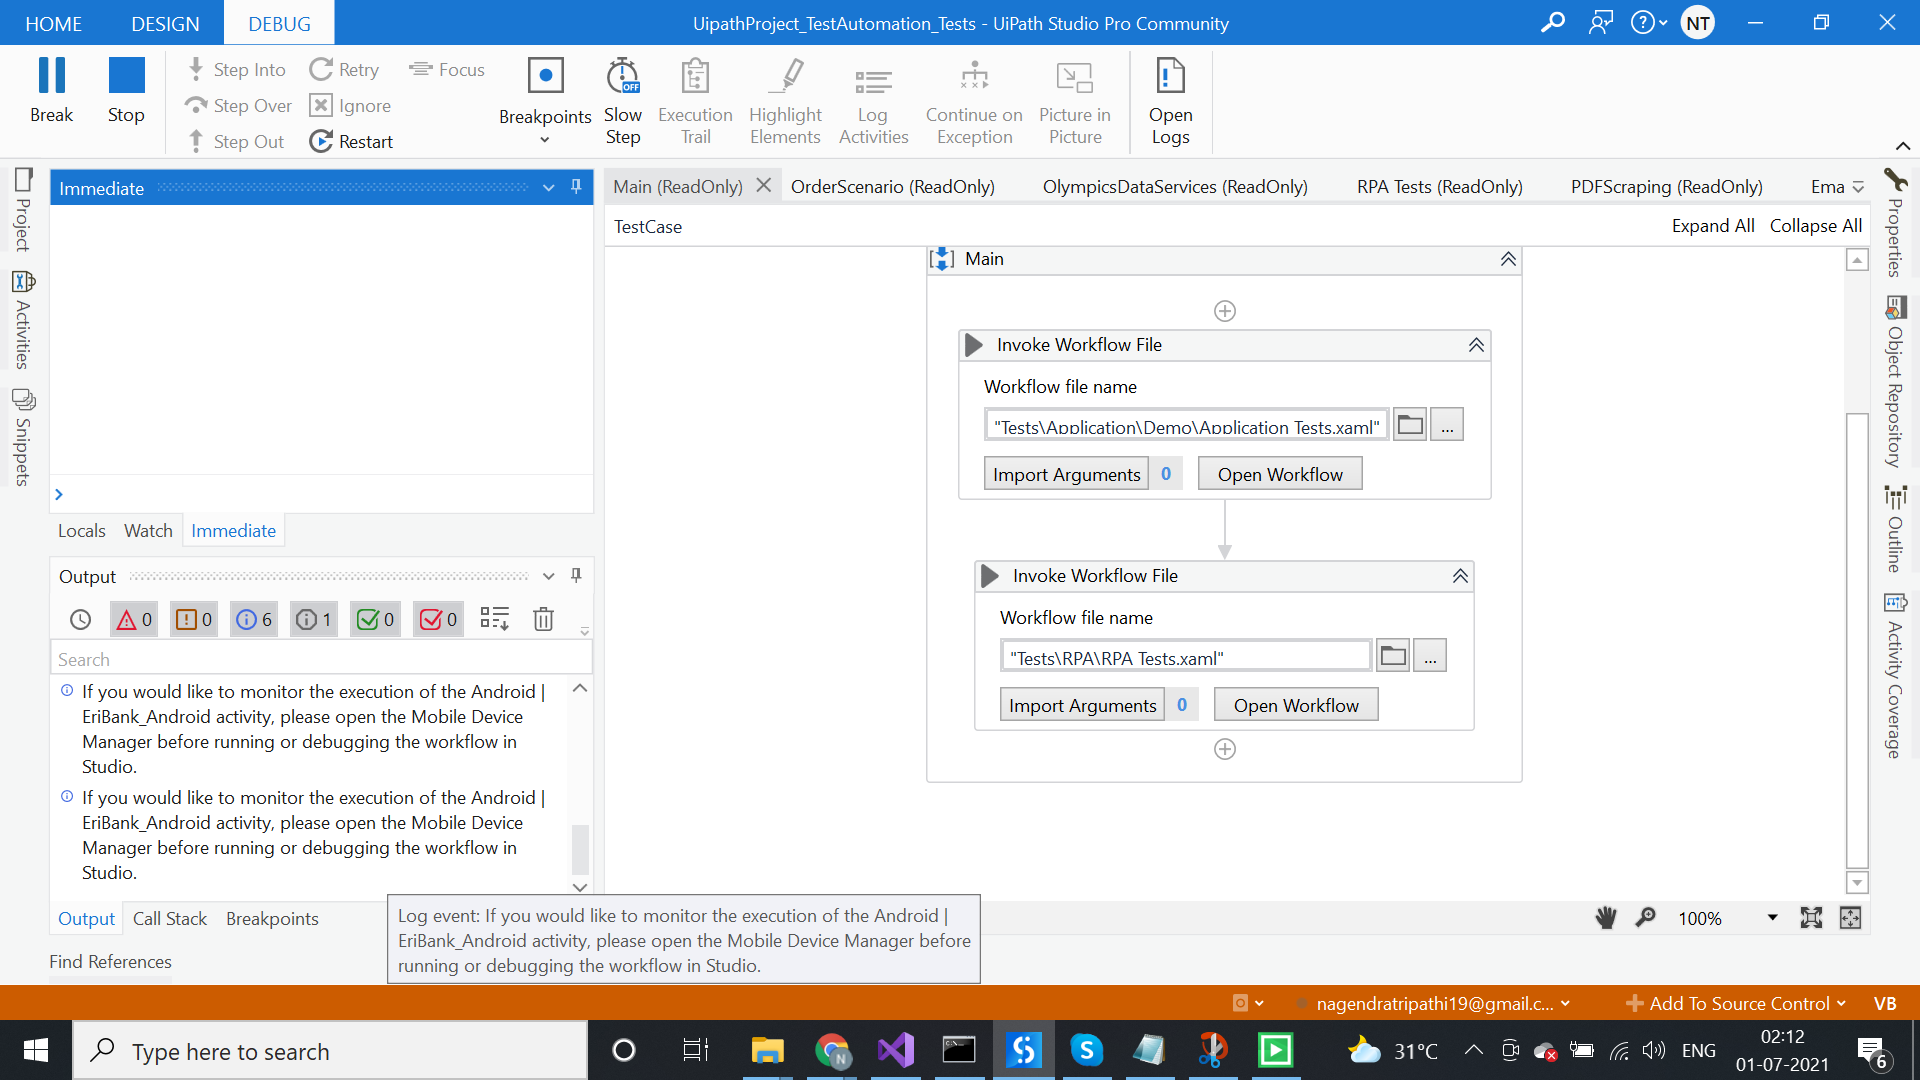 HOME DESIGN DEBUG
UipathProject_TestAutomation_Tests - UiPath Studio Pro Community
NT
Break
Stop
Step Into
Step Over
Step Out
Retry
Ignore
Restart
Focus
Breakpoints
OFF
Slow
Step
Execution
Trail
Highlight
Elements
Log
Activities
Continue on
Exception
Picture in
Picture
Open
Logs
Project
Activities
Snippets
Immediate
Locals Watch Immediate
Output
0 0 6 1 0 0
Search
If you would like to monitor the execution of the Android |
EriBank_Android activity, please open the Mobile Device
Manager before running or debugging the workflow in
Studio.
If you would like to monitor the execution of the Android |
EriBank_Android activity, please open the Mobile Device
Manager before running or debugging the workflow in
Studio.
Output Call Stack Breakpoints
Find References
Log event: If you would like to monitor the execution of the Android |
EriBank_Android activity, please open the Mobile Device Manager before
running or debugging the workflow in Studio.
Main (ReadOnly) OrderScenario (ReadOnly) OlympicsDataServices (ReadOnly) RPA Tests (ReadOnly) PDFScraping (ReadOnly) Ema
TestCase
Expand All Collapse All
Main
Invoke Workflow File
Workflow file name
"Tests\Application\Demo\Application Tests.xaml"
...
Import Arguments 0 Open Workflow
Invoke Workflow File
Workflow file name
"Tests\RPA\RPA Tests.xaml"
...
Import Arguments 0 Open Workflow
100%
Properties
Object Repository
Outline
Activity Coverage
nagendratripathi19@gmail.c...
Add To Source Control
VB
Type here to search
N
31°C
ENG
02:12
01-07-2021
6